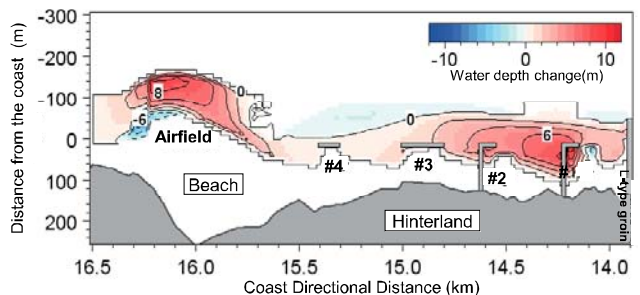 -300
-200
-100
0
100
200
Distance from the coast (m)
-10 0 10
Water depth change(m)
8
-6
0
0
6
Airfield
Beach
#4
#3
#2
#1
L-type groin
Hinterland
16.5 16.0 15.5 15.0 14.5 14.0
Coast Directional Distance (km)